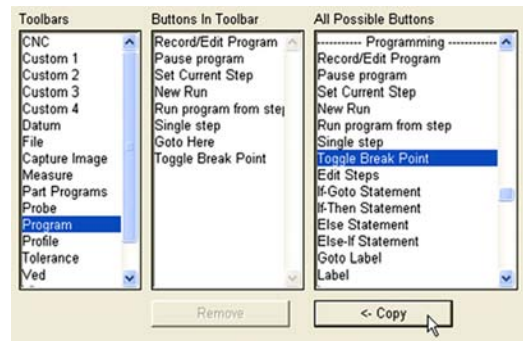 Toolbars
CNC
Custom 1
Custom 2
Custom 3
Custom 4
Datum
File
Capture Image
Measure
Part Programs
Probe
Program
Profile
Tolerance
Ved
Buttons In Toolbar
Record/Edit Program
Pause program
Set Current Step
New Run
Run program from step
Single step
Goto Here
Toggle Break Point
Remove
All Possible Buttons
----------- Programming -----------
Record/Edit Program
Pause program
Set Current Step
New Run
Run program from step
Single step
Toggle Break Point
Edit Steps
If-Goto Statement
If-Then Statement
Else Statement
Else-If Statement
Goto Label
Label
<- Copy